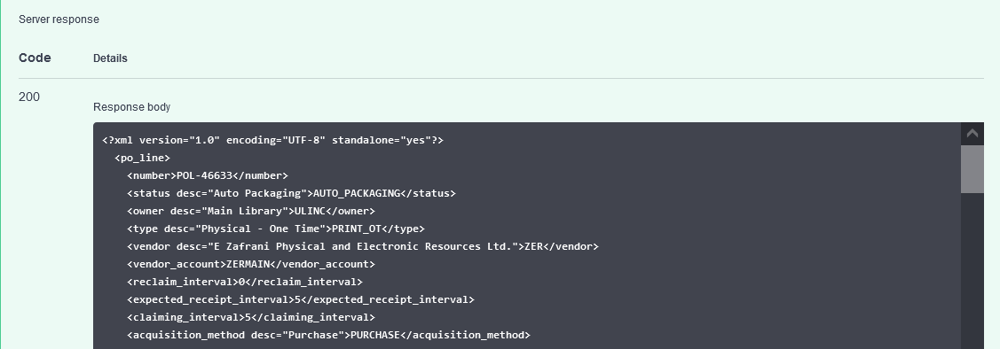 Server response
Code Details
200
Response body
<?xml version="1.0" encoding="UTF-8" standalone="yes"?>
<po_line>
<number>POL-46633</number>
<status desc="Auto Packaging">AUTO_PACKAGING</status>
<owner desc="Main Library">ULINC</owner>
<type desc="Physical - One Time">PRINT_OT</type>
<vendor desc="E Zafrani Physical and Electronic Resources Ltd.">ZER</vendor>
<vendor_account>ZERMAIN</vendor_account>
<reclaim_interval>0</reclaim_interval>
<expected_receipt_interval>5</expected_receipt_interval>
<claiming_interval>5</claiming_interval>
<acquisition_method desc="Purchase">PURCHASE</acquisition_method>